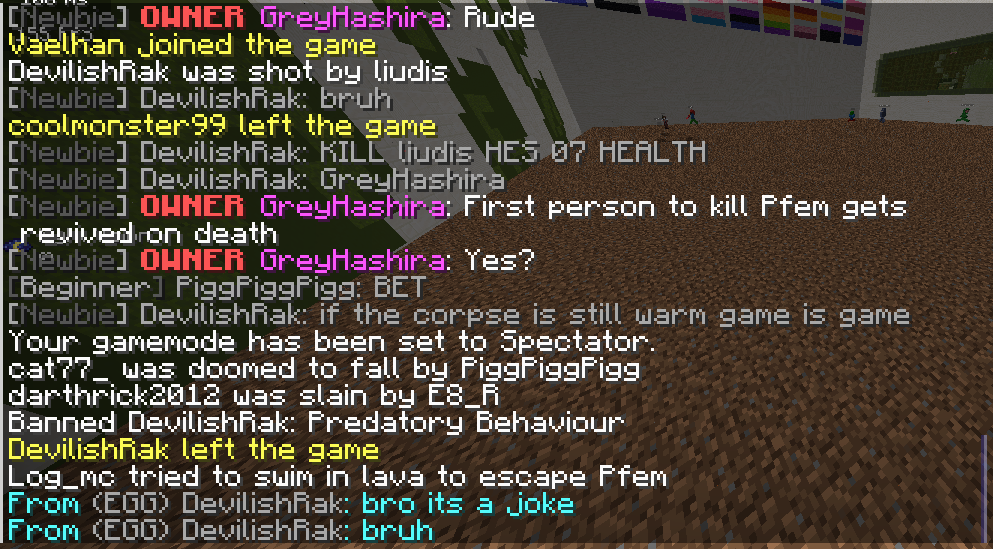 [Newbie] OWNER GreyHashira: Rude
Vaelhan joined the game
DevilishRak was shot by liudis
[Newbie] DevilishRak: bruh
coolmonster99 left the game
[Newbie] DevilishRak: KILL liudis HES 07 HEALTH
[Newbie] DevilishRak: GreyHashira
[Newbie] OWNER GreyHashira: First person to kill Pfem gets
revived on death
[Newbie] OWNER GreyHashira: Yes?
[Beginner] PiggPiggPigg: BET
[Newbie] DevilishRak: if the corpse is still warm game is game
Your gamemode has been set to Spectator.
cat77_ was doomed to fall by PiggPiggPigg
darthrick2012 was slain by E8_R
Banned DevilishRak: Predatory Behaviour
DevilishRak left the game
Log_mc tried to swim in lava to escape Pfem
From (EGG) DevilishRak: bro its a joke
From (EGG) DevilishRak: bruh